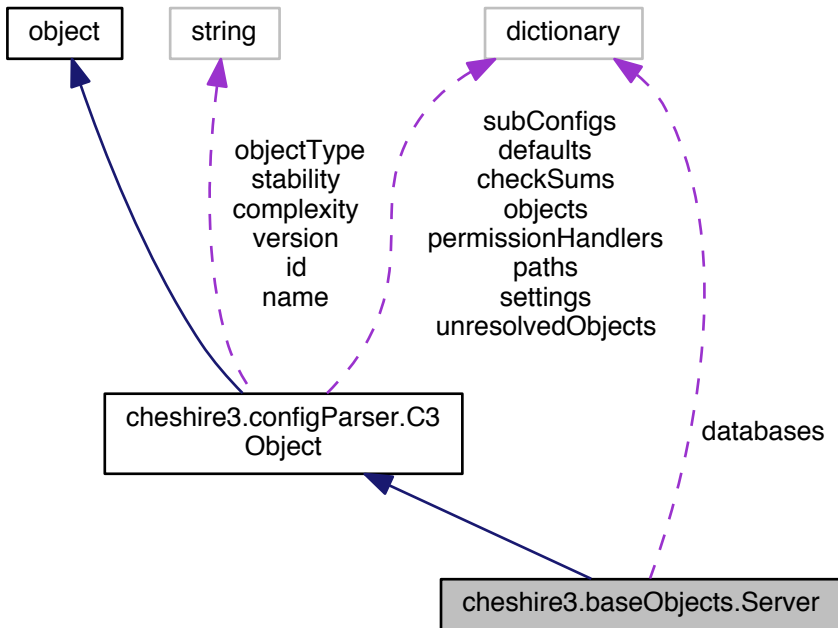 object
string
dictionary
objectType
stability
complexity
version
id
name
subConfigs
defaults
checkSums
objects
permissionHandlers
paths
settings
unresolvedObjects
cheshire3.configParser.C3
Object
databases
cheshire3.baseObjects.Server